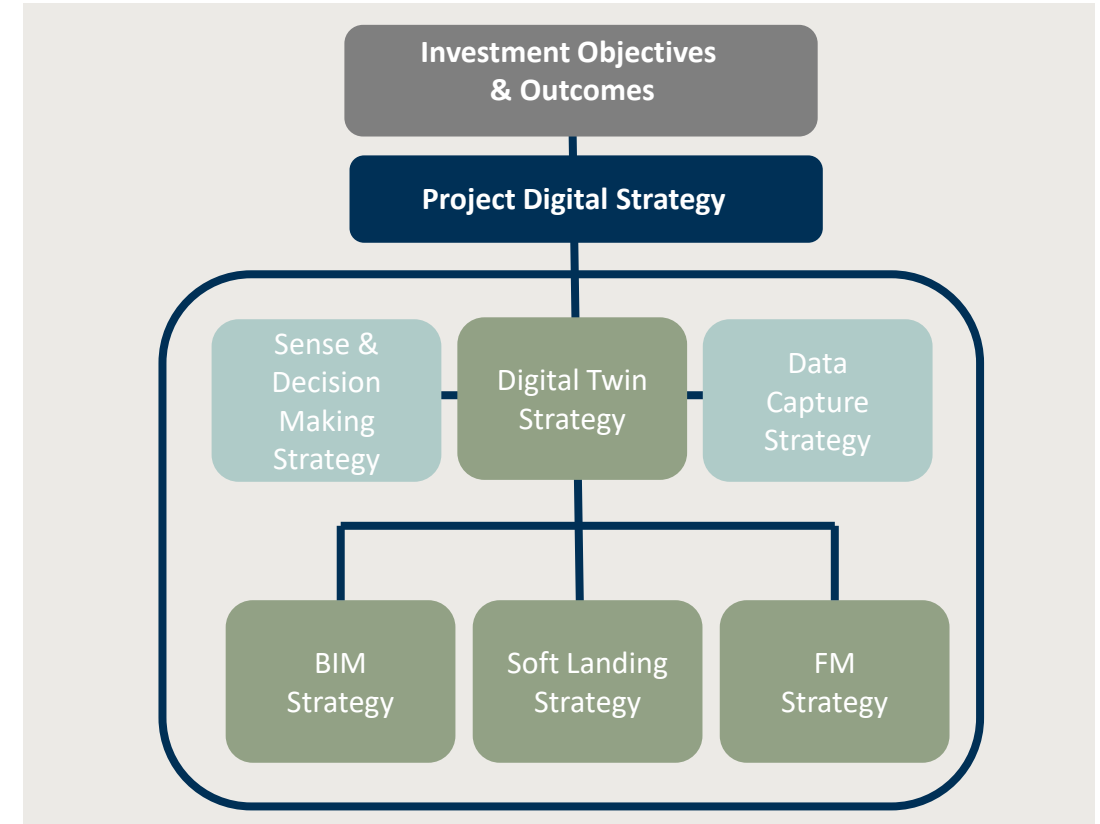 Investment Objectives
& Outcomes
Project Digital Strategy
Sense &
Decision
Making
Strategy
Digital Twin
Strategy
Data
Capture
Strategy
BIM
Strategy
Soft Landing
Strategy
FM
Strategy